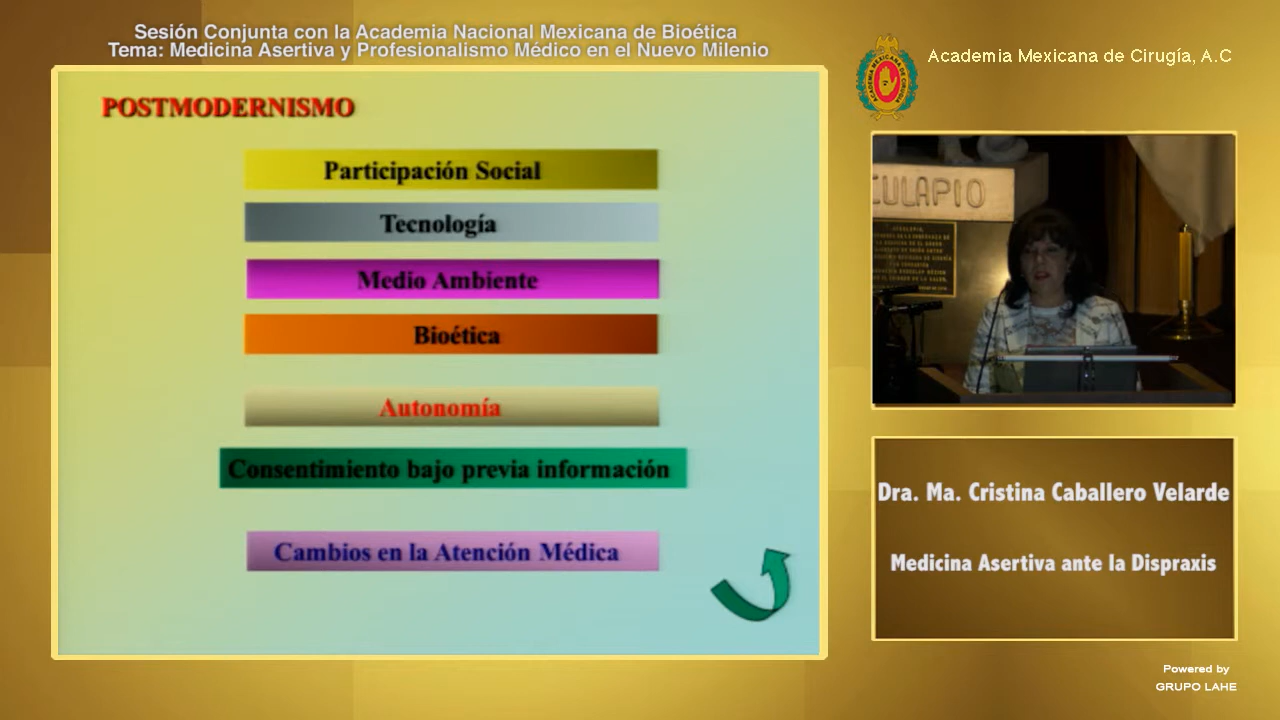 Sesión Conjunta con la Academia Nacional Mexicana de Bioética
Tema: Medicina Asertiva y Profesionalismo Médico en el Nuevo Milenio
Academia Mexicana de Cirugía, A.C
POSTMODERNISMO
Participación Social
Tecnología
Medio Ambiente
Bioética
Autonomía
Consentimiento bajo previa información
Cambios en la Atención Médica
CULAPIO
Dra. Ma. Cristina Caballero Velarde
Medicina Asertiva ante la Dispraxis
Powered by
GRUPO LAHE